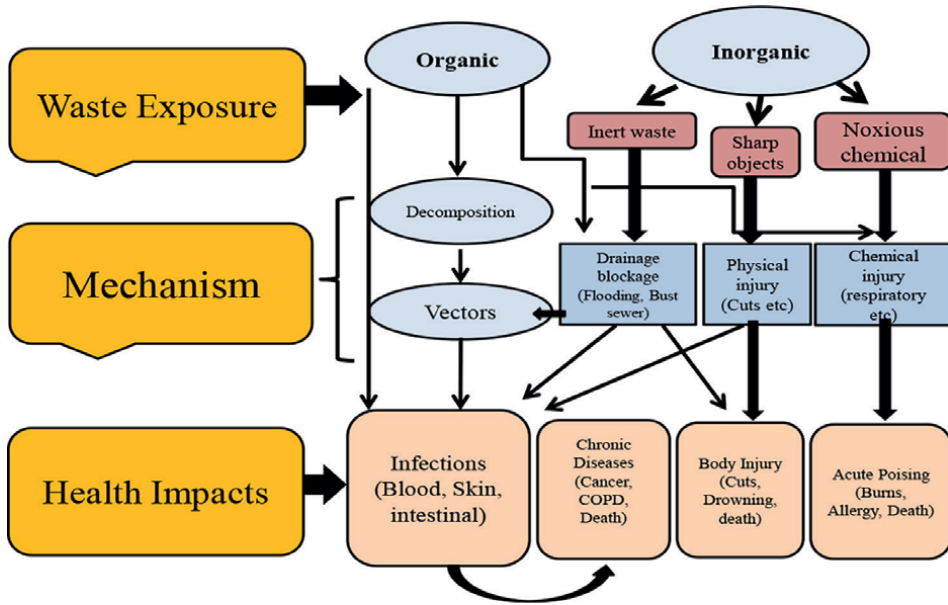 Waste Exposure
Organic
Inorganic
Inert waste
Sharp
objects
Noxious
chemical
Mechanism
Decomposition
Vectors
Drainage
blockage
(Flooding, Bust
sewer)
Physical
injury
(Cuts etc)
Chemical
injury
(respiratory
etc)
Health Impacts
Infections
(Blood, Skin,
intestinal)
Chronic
Diseases
(Cancer,
COPD,
Death)
Body Injury
(Cuts,
Drowning,
death)
Acute Poising
(Burns,
Allergy, Death)